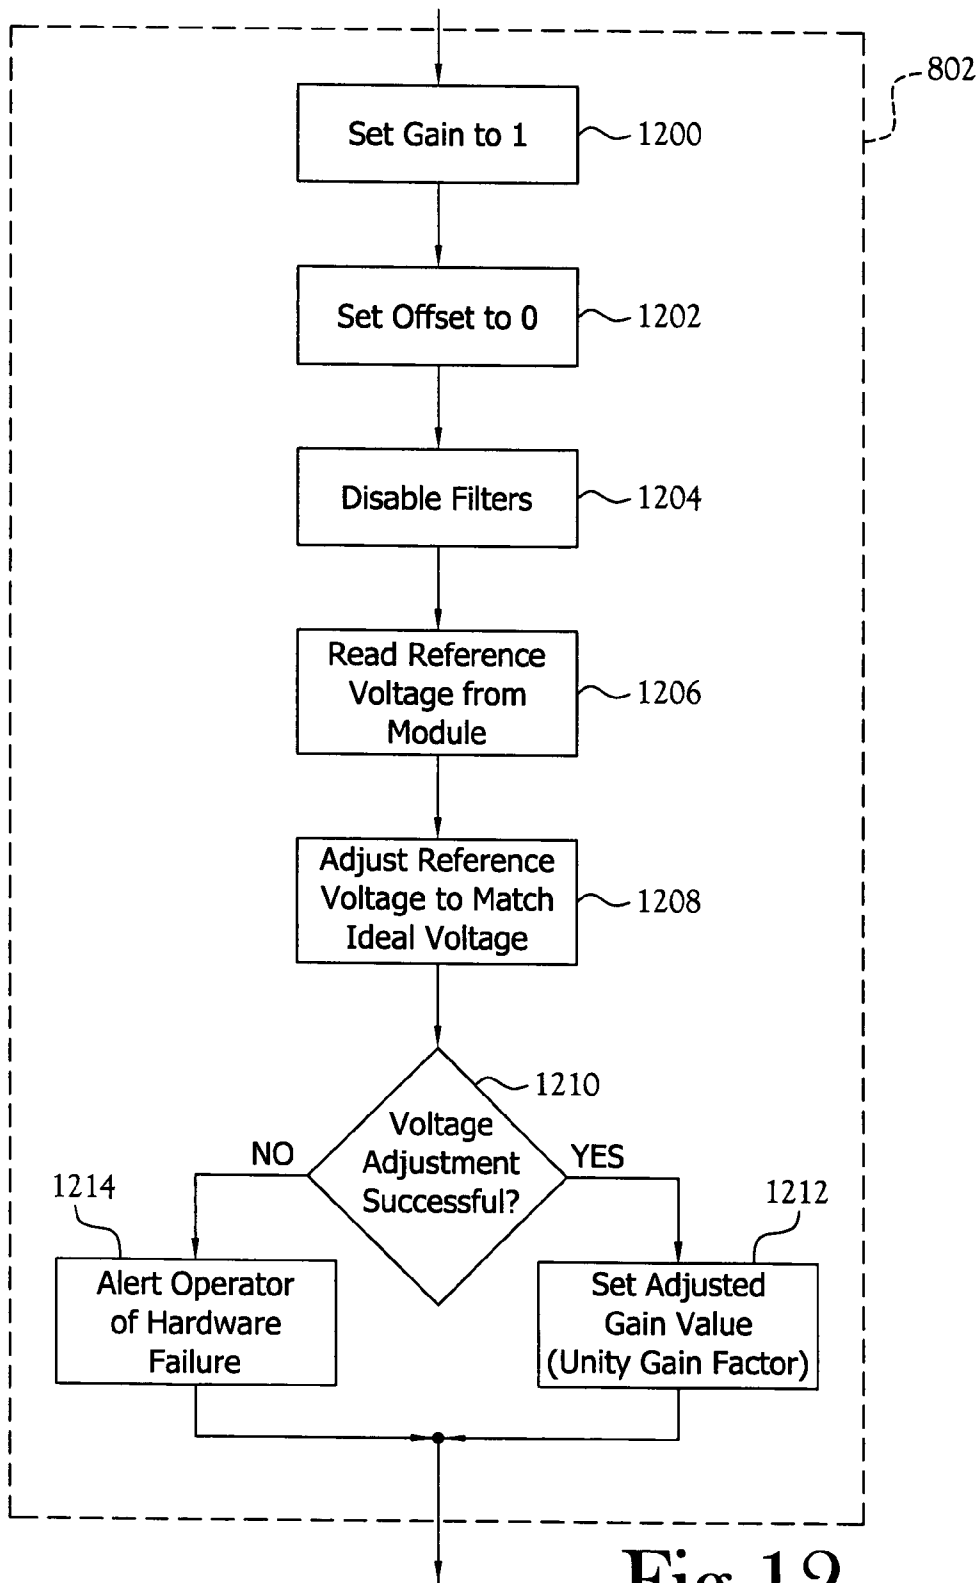 802
Set Gain to 1
1200
Set Offset to 0
1202
Disable Filters
1204
Read Reference
Voltage from
Module
1206
Adjust Reference
Voltage to Match
Ideal Voltage
1208
1210
Voltage
Adjustment
Successful?
NO
YES
1214
1212
Alert Operator
of Hardware
Failure
Set Adjusted
Gain Value
(Unity Gain Factor)
Fig.12